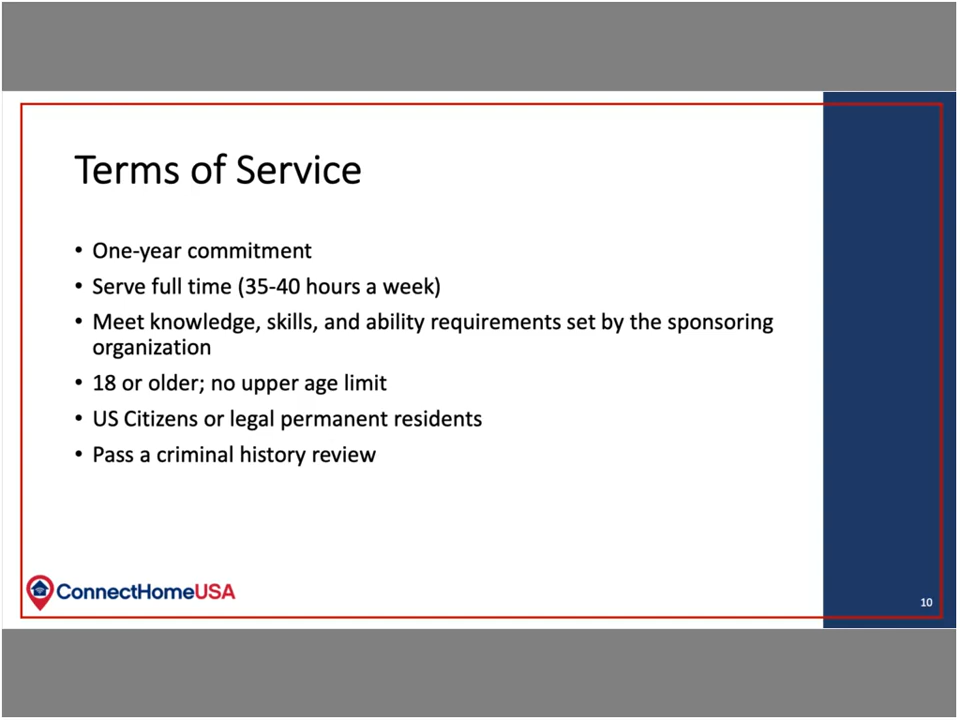 Terms of Service
• One-year commitment
• Serve full time (35-40 hours a week)
• Meet knowledge, skills, and ability requirements set by the sponsoring
organization
• 18 or older; no upper age limit
• US Citizens or legal permanent residents
• Pass a criminal history review
ConnectHomeUSA
10